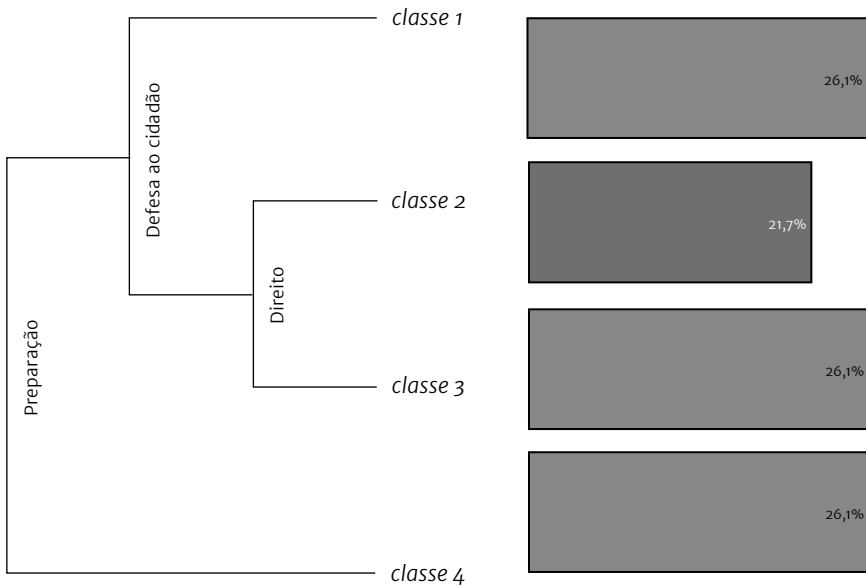 classe 1
26,1%
Defesa ao cidadão
classe 2
21,7%
Direito
Preparação
classe 3
26,1%
26,1%
classe 4